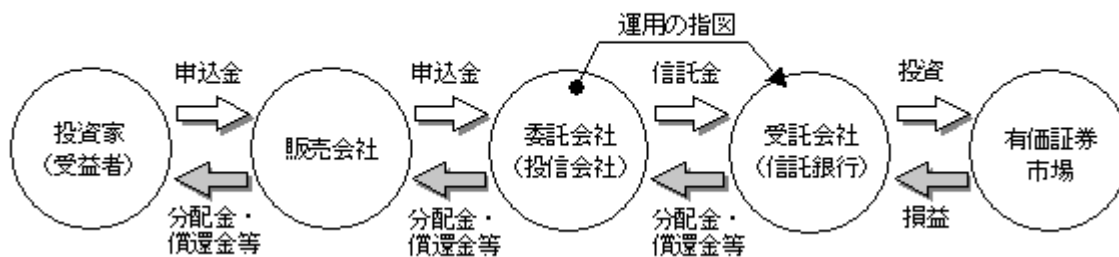 運用の指図
申込金
申込金
信託金
投資
投資家
(受益者)
販売会社
委託会社
(投信会社)
受託会社
(信託銀行)
有価証券
市場
分配金・
償還金等
分配金・
償還金等
分配金・
償還金等
損益